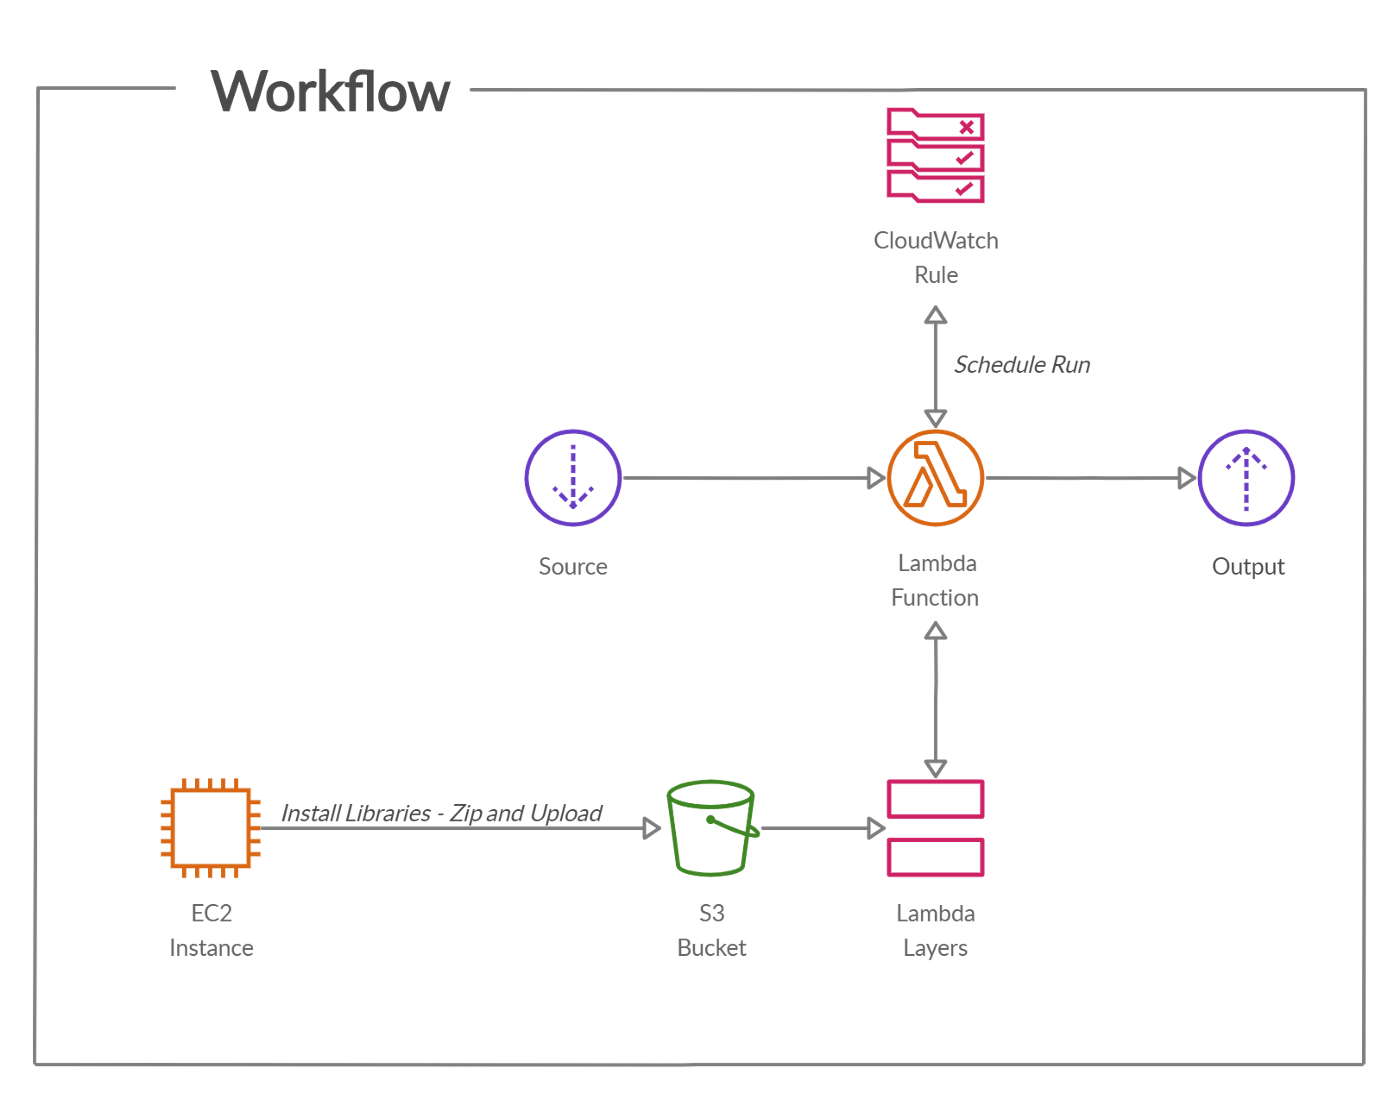 Workflow
CloudWatch
Rule
Schedule Run
Source
Lambda
Function
Output
Install Libraries - Zip and Upload
EC2
Instance
S3
Bucket
Lambda
Layers